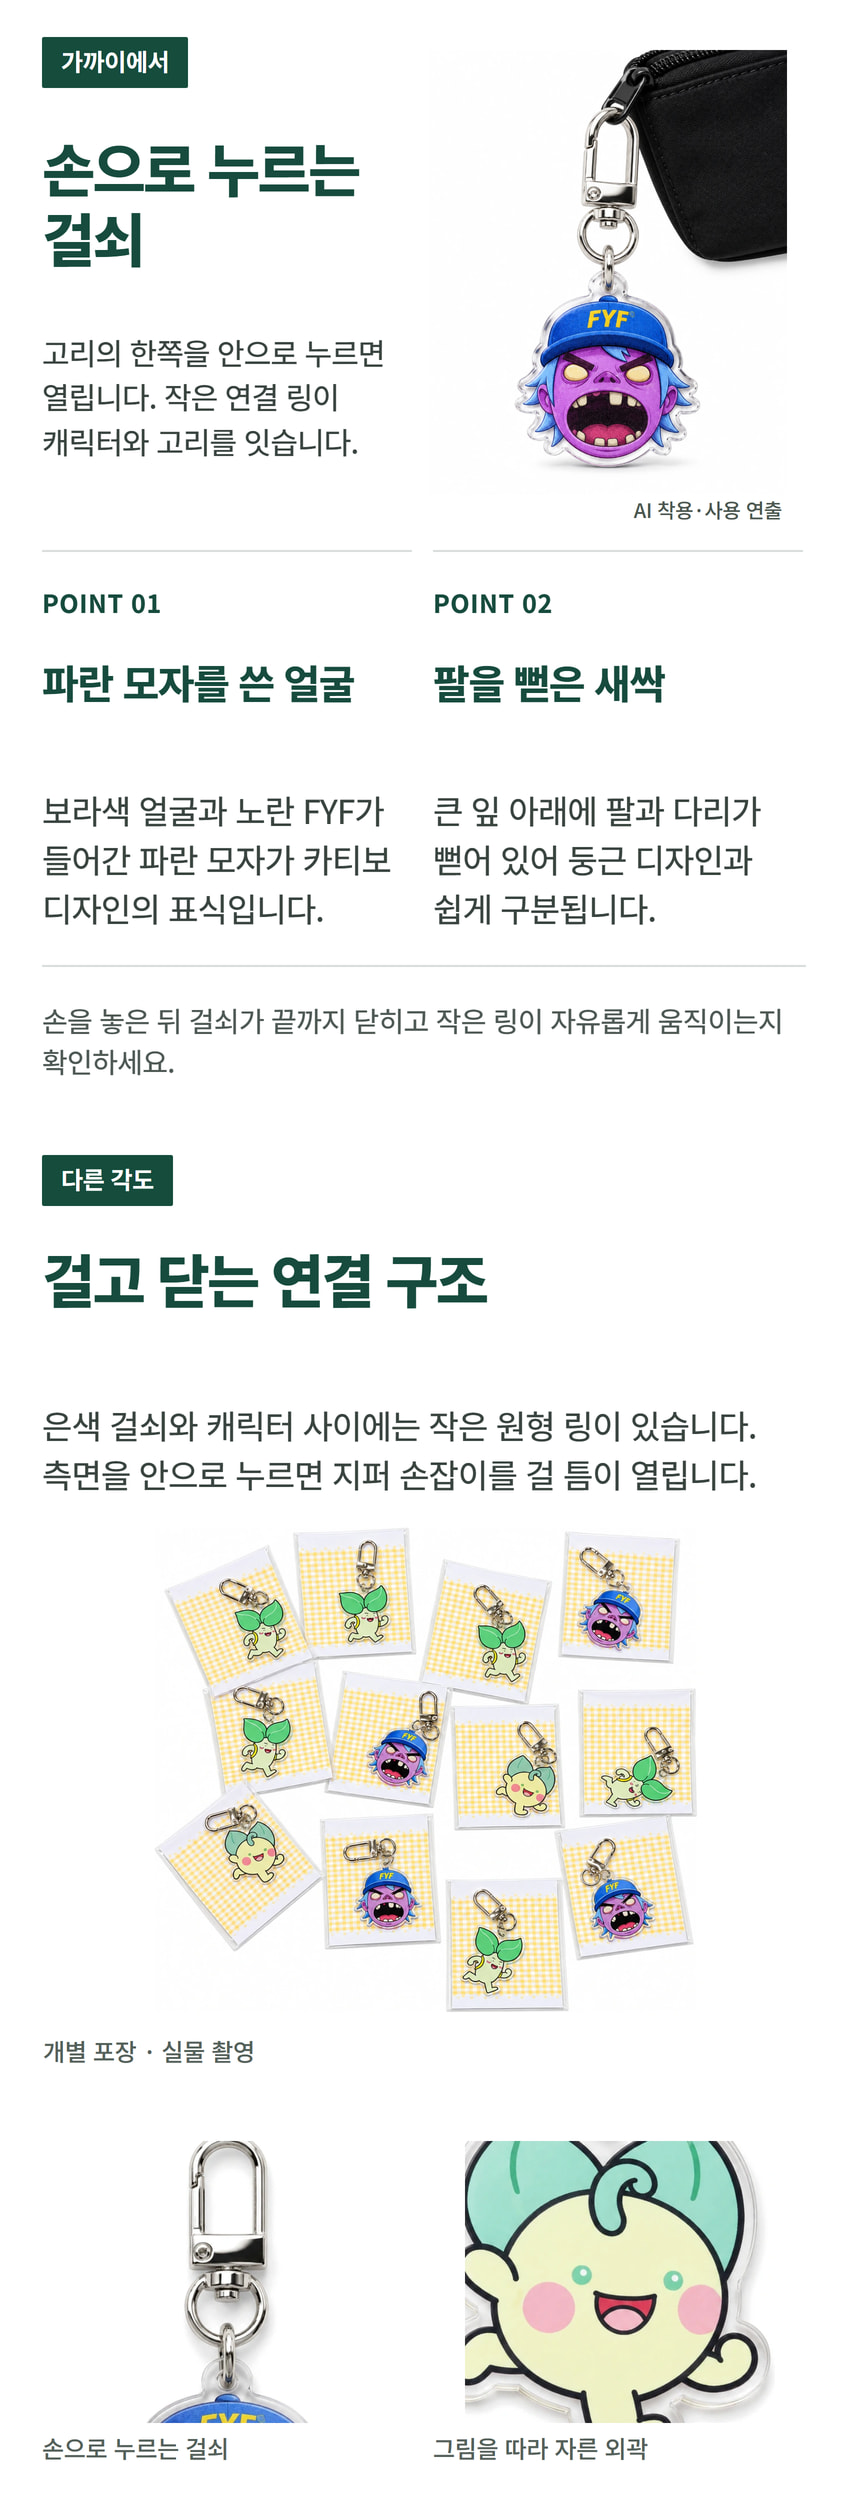 가까이에서
손으로 누르는
걸쇠
고리의 한쪽을 안으로 누르면
열립니다. 작은 연결 링이
캐릭터와 고리를 잇습니다.
FYF
AI 착용·사용 연출
POINT 01
파란 모자를 쓴 얼굴
보라색 얼굴과 노란 FYF가
들어간 파란 모자가 카티보
디자인의 표식입니다.
POINT 02
팔을 뻗은 새싹
큰 잎 아래에 팔과 다리가
뻗어 있어 둥근 디자인과
쉽게 구분됩니다.
손을 놓은 뒤 걸쇠가 끝까지 닫히고 작은 링이 자유롭게 움직이는지
확인하세요.
다른 각도
걸고 닫는 연결 구조
은색 걸쇠와 캐릭터 사이에는 작은 원형 링이 있습니다.
측면을 안으로 누르면 지퍼 손잡이를 걸 틈이 열립니다.
FYF
FYF
FYF
FYF
개별 포장 · 실물 촬영
FYF
손으로 누르는 걸쇠
그림을 따라 자른 외곽